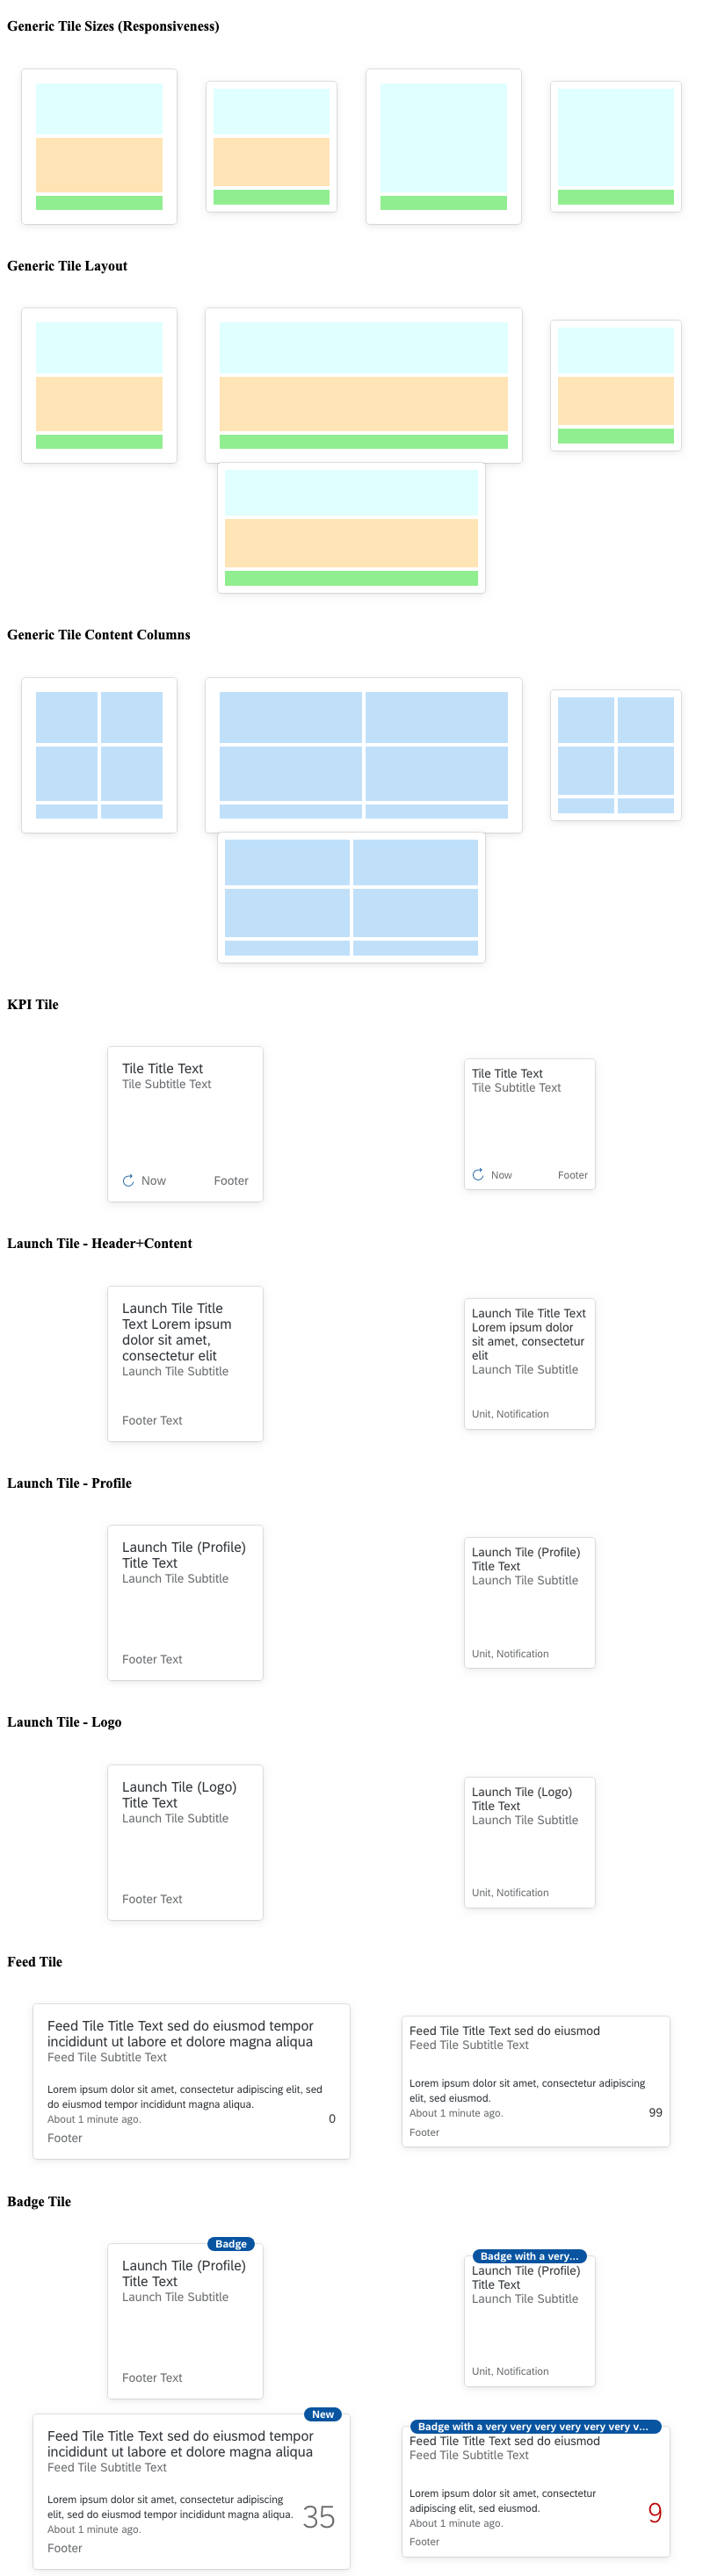 Generic Tile Sizes (Responsiveness)
Generic Tile Layout
Generic Tile Content Columns
KPI Tile
Tile Title Text
Tile Subtitle Text
Now Footer
Tile Title Text
Tile Subtitle Text
Now Footer
Launch Tile - Header+Content
Launch Tile Title
Text Lorem ipsum
dolor sit amet,
consectetur elit
Launch Tile Subtitle
Footer Text
Launch Tile Title Text
Lorem ipsum dolor
sit amet, consectetur
elit
Launch Tile Subtitle
Unit, Notification
Launch Tile - Profile
Launch Tile (Profile)
Title Text
Launch Tile Subtitle
Footer Text
Launch Tile (Profile)
Title Text
Launch Tile Subtitle
Unit, Notification
Launch Tile - Logo
Launch Tile (Logo)
Title Text
Launch Tile Subtitle
Footer Text
Launch Tile (Logo)
Title Text
Launch Tile Subtitle
Unit, Notification
Feed Tile
Feed Tile Title Text sed do eiusmod tempor
incididunt ut labore et dolore magna aliqua
Feed Tile Subtitle Text
Lorem ipsum dolor sit amet, consectetur adipiscing elit, sed
do eiusmod tempor incididunt magna aliqua.
About 1 minute ago. 0
Footer
Feed Tile Title Text sed do eiusmod
Feed Tile Subtitle Text
Lorem ipsum dolor sit amet, consectetur adipiscing
elit, sed eiusmod.
About 1 minute ago. 99
Footer
Badge Tile
Badge
Launch Tile (Profile)
Title Text
Launch Tile Subtitle
Footer Text
Badge with a very...
Launch Tile (Profile)
Title Text
Launch Tile Subtitle
Unit, Notification
New
Feed Tile Title Text sed do eiusmod tempor
incididunt ut labore et dolore magna aliqua
Feed Tile Subtitle Text
Lorem ipsum dolor sit amet, consectetur adipiscing
elit, sed do eiusmod tempor incididunt magna aliqua.
35
About 1 minute ago.
Footer
Badge with a very very very very very very v...
Feed Tile Title Text sed do eiusmod
Feed Tile Subtitle Text
Lorem ipsum dolor sit amet, consectetur
adipiscing elit, sed eiusmod.
9
About 1 minute ago.
Footer